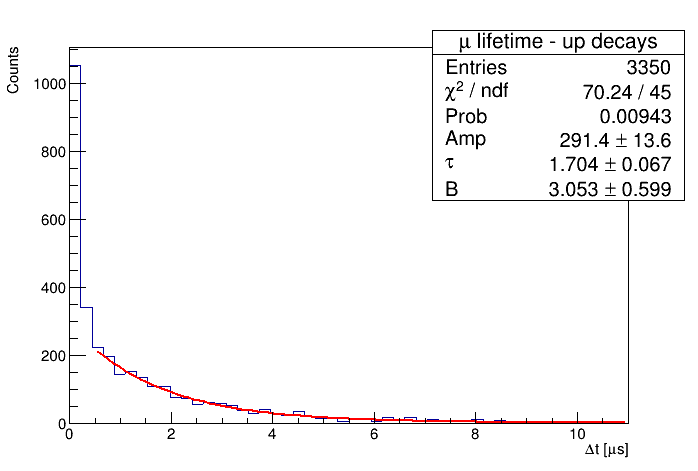 μ lifetime - up decays
Entries 3350
χ² / ndf 70.24 / 45
Prob 0.00943
Amp 291.4 ± 13.6
τ 1.704 ± 0.067
B 3.053 ± 0.599
Counts
1000
800
600
400
200
0
0 2 4 6 8 10
Δt [μs]